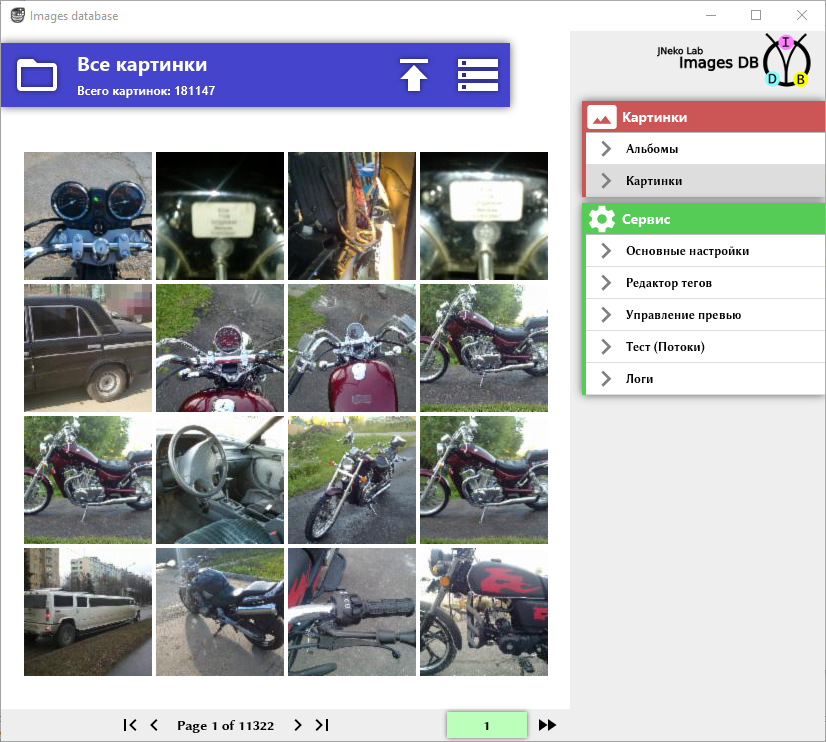 Images database
Все картинки
Всего картинок: 181147
JNeko Lab
Images DB
I
D
B
Картинки
Альбомы
Картинки
Сервис
Основные настройки
Редактор тегов
Управление превью
Тест (Потоки)
Логи
Page 1 of 11322
1